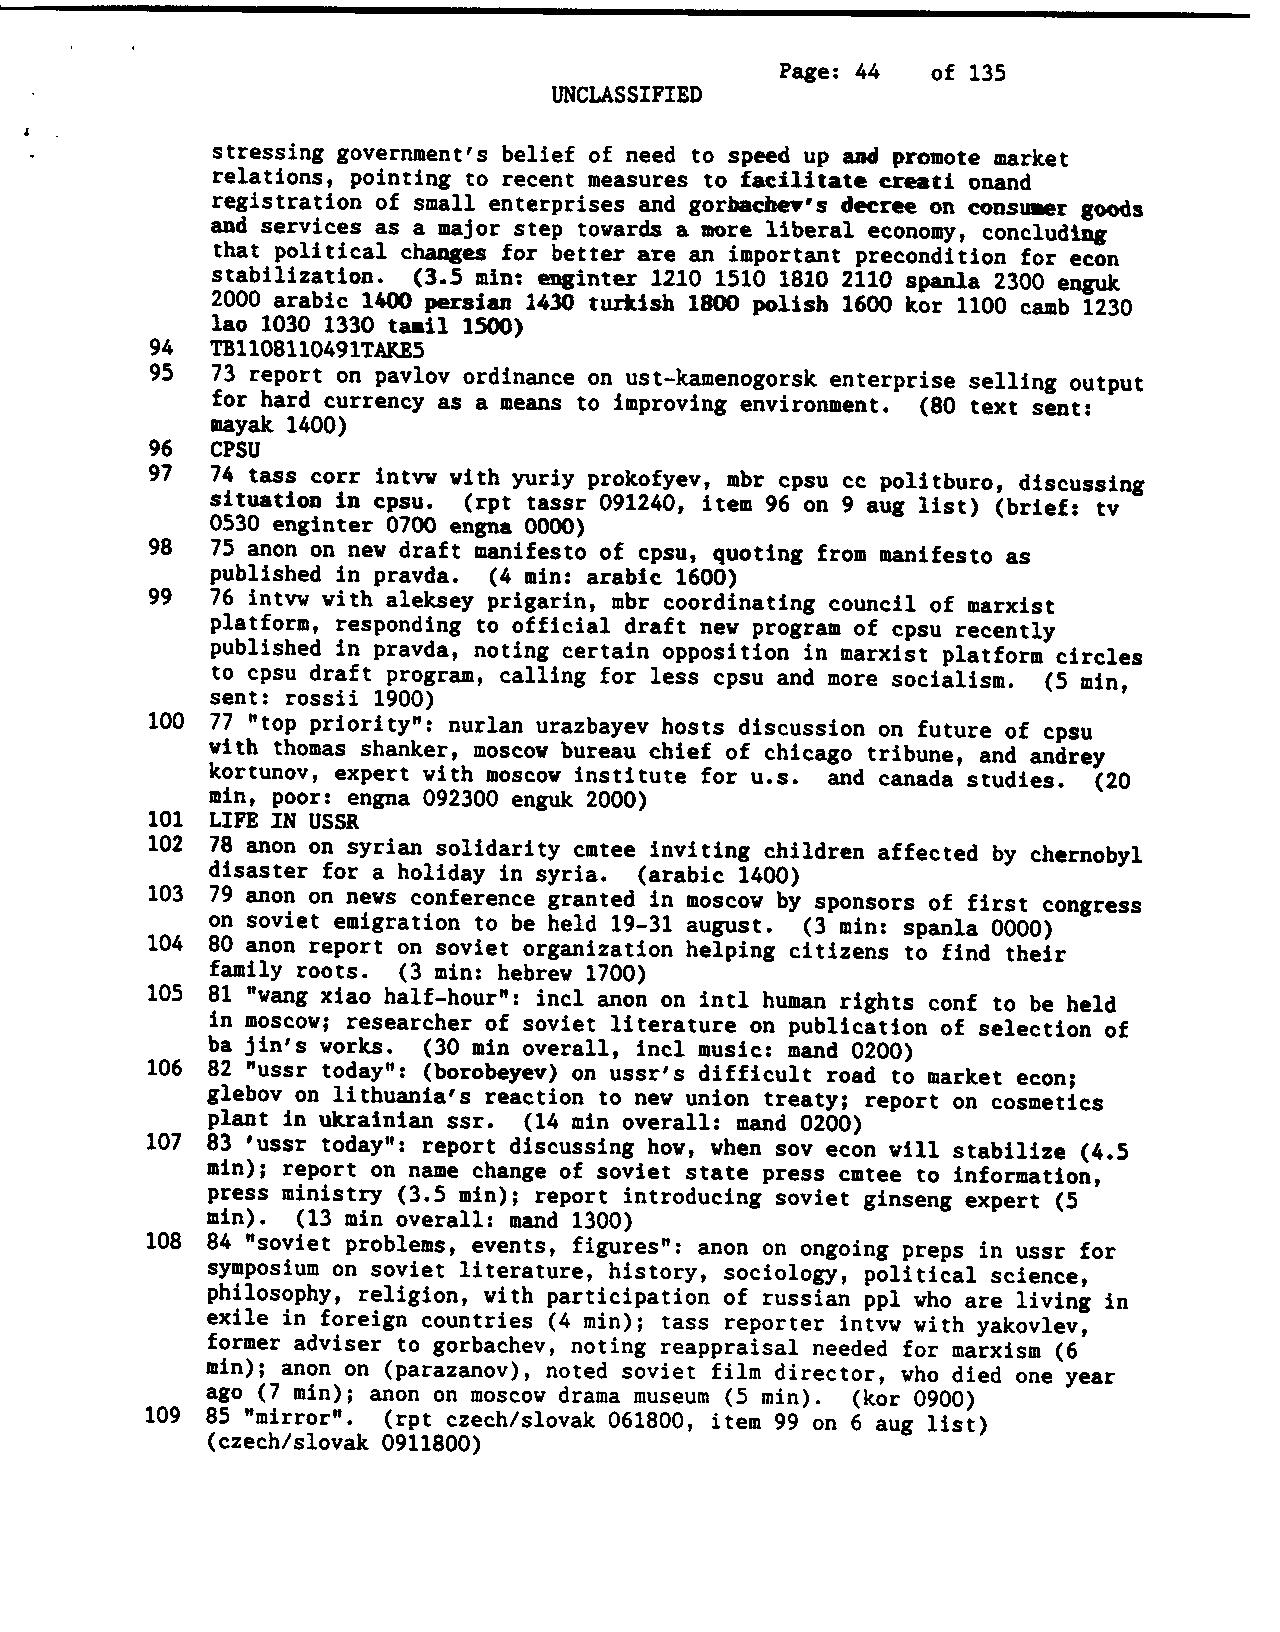 Page: 44 of 135
UNCLASSIFIED
stressing government's belief of need to speed up and promote market
relations, pointing to recent measures to facilitate creati onand
registration of small enterprises and gorbachev's decree on consumer goods
and services as a major step towards a more liberal economy, concluding
that political changes for better are an important precondition for econ
stabilization. (3.5 min: enginter 1210 1510 1810 2110 spanla 2300 enguk
2000 arabic 1400 persian 1430 turkish 1800 polish 1600 kor 1100 camb 1230
lao 1030 1330 tamil 1500)
94 TB1108110491TAKE5
95 73 report on pavlov ordinance on ust-kamenogorsk enterprise selling output
for hard currency as a means to improving environment. (80 text sent:
mayak 1400)
96 CPSU
97 74 tass corr intvw with yuriy prokofyev, mbr cpsu cc politburo, discussing
situation in cpsu. (rpt tassr 091240, item 96 on 9 aug list) (brief: tv
0530 enginter 0700 engna 0000)
98 75 anon on new draft manifesto of cpsu, quoting from manifesto as
published in pravda. (4 min: arabic 1600)
99 76 intvw with aleksey prigarin, mbr coordinating council of marxist
platform, responding to official draft new program of cpsu recently
published in pravda, noting certain opposition in marxist platform circles
to cpsu draft program, calling for less cpsu and more socialism. (5 min,
sent: rossii 1900)
100 77 "top priority": nurlan urazbayev hosts discussion on future of cpsu
with thomas shanker, moscow bureau chief of chicago tribune, and andrey
kortunov, expert with moscow institute for u.s. and canada studies. (20
min, poor: engna 092300 enguk 2000)
101 LIFE IN USSR
102 78 anon on syrian solidarity cmtee inviting children affected by chernobyl
disaster for a holiday in syria. (arabic 1400)
103 79 anon on news conference granted in moscow by sponsors of first congress
on soviet emigration to be held 19-31 august. (3 min: spanla 0000)
104 80 anon report on soviet organization helping citizens to find their
family roots. (3 min: hebrew 1700)
105 81 "wang xiao half-hour": incl anon on intl human rights conf to be held
in moscow; researcher of soviet literature on publication of selection of
ba jin's works. (30 min overall, incl music: mand 0200)
106 82 "ussr today": (borobeyev) on ussr's difficult road to market econ;
glebov on lithuania's reaction to new union treaty; report on cosmetics
plant in ukrainian ssr. (14 min overall: mand 0200)
107 83 'ussr today": report discussing how, when sov econ will stabilize (4.5
min); report on name change of soviet state press cmtee to information,
press ministry (3.5 min); report introducing soviet ginseng expert (5
min). (13 min overall: mand 1300)
108 84 "soviet problems, events, figures": anon on ongoing preps in ussr for
symposium on soviet literature, history, sociology, political science,
philosophy, religion, with participation of russian ppl who are living in
exile in foreign countries (4 min); tass reporter intvw with yakovlev,
former adviser to gorbachev, noting reappraisal needed for marxism (6
min); anon on (parazanov), noted soviet film director, who died one year
ago (7 min); anon on moscow drama museum (5 min). (kor 0900)
109 85 "mirror". (rpt czech/slovak 061800, item 99 on 6 aug list)
(czech/slovak 0911800)